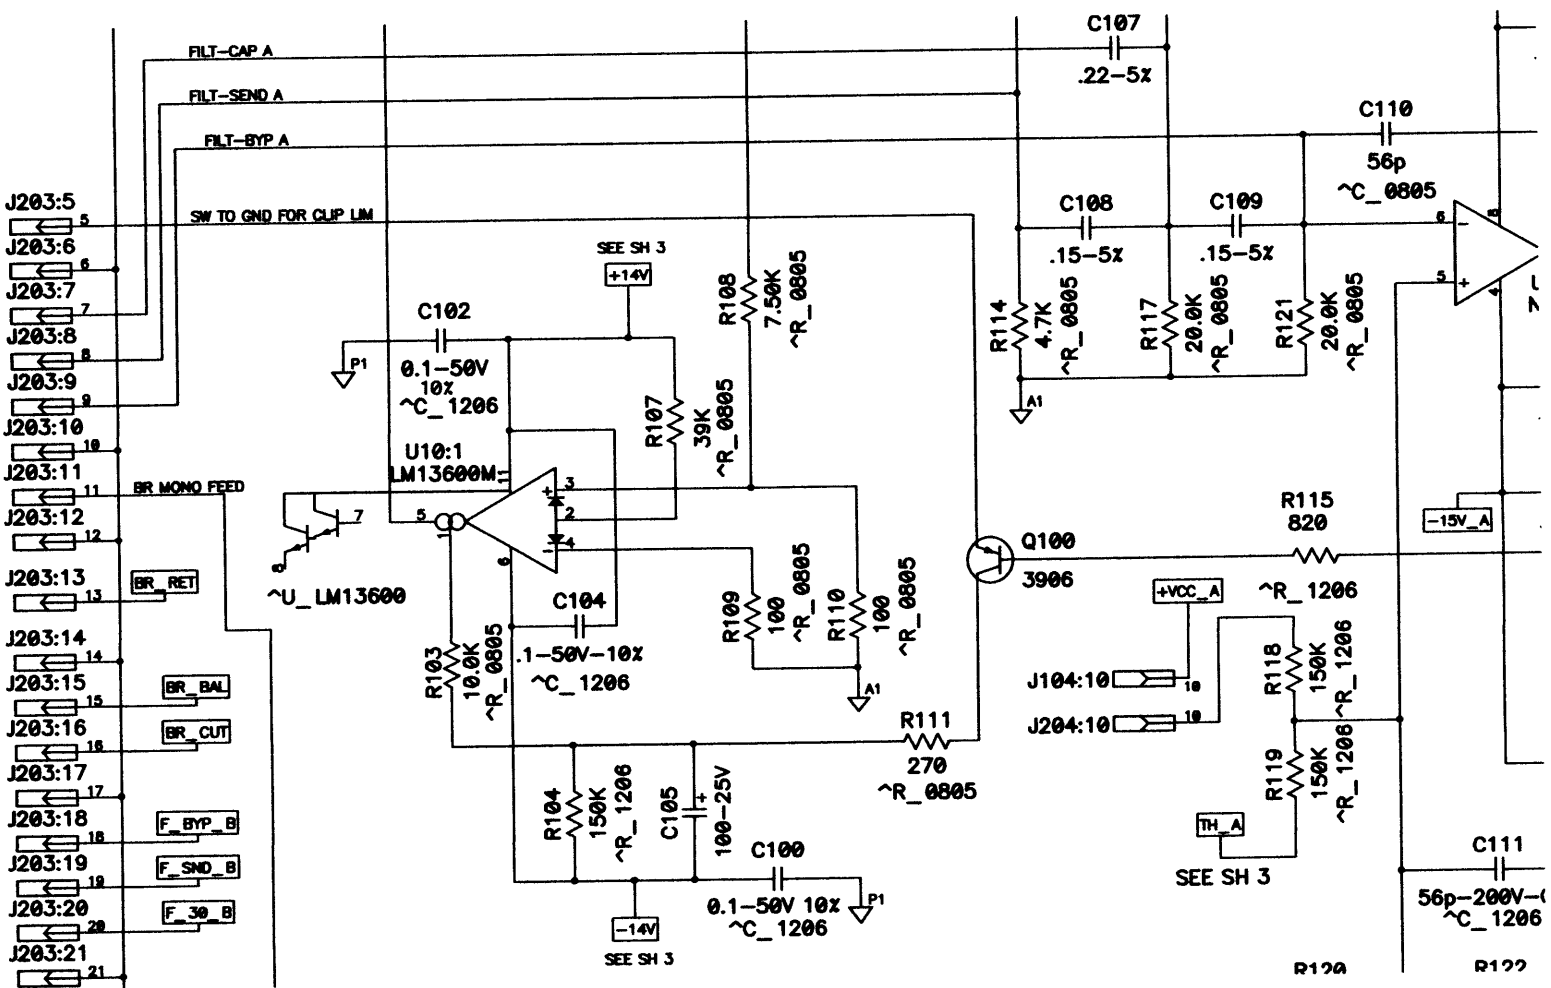 FILT-CAP A
C107
.22-5%
FILT-SEND A
FILT-BYP A
C110
56p
^C_0805
J203:5
5
SW TO GND FOR CLIP LIM
C108
.15-5%
C109
.15-5%
6
-
8
5
+
4
J203:6
6
J203:7
7
J203:8
8
J203:9
9
J203:10
10
J203:11
11
BR MONO FEED
J203:12
12
J203:13
13
BR_RET
J203:14
14
J203:15
15
BR_BAL
J203:16
16
BR_CUT
J203:17
17
J203:18
18
F_BYP_B
J203:19
19
F_SND_B
J203:20
20
F_30_B
J203:21
21
SEE SH 3
+14V
C102
P1
0.1-50V
10%
^C_1206
R107
39K
^R_0805
R108
7.50K
^R_0805
R114
4.7K
^R_0805
R117
20.0K
^R_0805
R121
20.0K
^R_0805
A1
U10:1
LM13600M
11
+
3
2
4
-
5
1
6
7
8
^U_LM13600
C104
.1-50V-10%
^C_1206
R103
10.0K
^R_0805
R109
100
^R_0805
R110
100
^R_0805
A1
Q100
3906
R115
820
^R_1206
-15V_A
+VCC_A
J104:10
10
J204:10
10
R118
150K
^R_1206
R119
150K
^R_1206
TH_A
SEE SH 3
R111
270
^R_0805
R104
150K
^R_1206
C105
+
100-25V
C100
0.1-50V 10%
^C_1206
P1
-14V
SEE SH 3
C111
56p-200V-
^C_1206
R120
R122